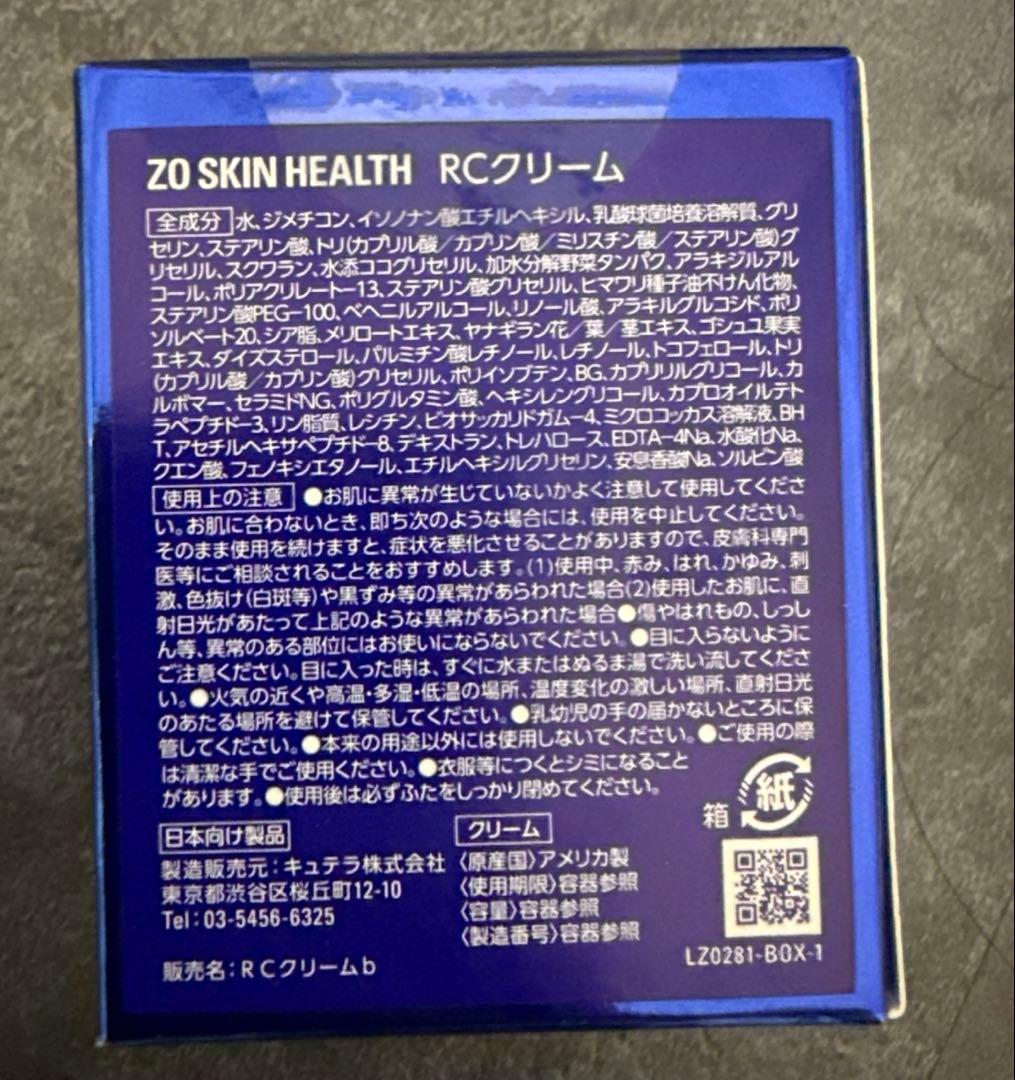 ZO SKIN HEALTH RCクリーム
全成分 水、ジメチコン、イソノナン酸エチルヘキシル、乳酸球菌培養溶解質、グリ
セリン、ステアリン酸、トリ(カプリル酸／カプリン酸／ミリスチン酸／ステアリン酸)グ
リセリル、スクワラン、水添ココグリセリル、加水分解野菜タンパク、アラキジルアル
コール、ポリアクリレート－13、ステアリン酸グリセリル、ヒマワリ種子油不けん化物、
ステアリン酸PEG－100、ベヘニルアルコール、リノール酸、アラキルグルコシド、ポリ
ソルベート20、シア脂、メリロートエキス、ヤナギラン花／葉／茎エキス、ゴシュユ果実
エキス、ダイズステロール、パルミチン酸レチノール、レチノール、トコフェロール、トリ
(カプリル酸／カプリン酸)グリセリル、ポリイソブテン、BG、カプリリルグリコール、カ
ルボマー、セラミドNG、ポリグルタミン酸、ヘキシレングリコール、カプロオイルテト
ラペプチド－3、リン脂質、レシチン、ビオサッカリドガム－4、ミクロコッカス溶解液、BH
T、アセチルヘキサペプチド－8、デキストラン、トレハロース、EDTA－4Na、水酸化Na、
クエン酸、フェノキシエタノール、エチルヘキシルグリセリン、安息香酸Na、ソルビン酸
使用上の注意 ●お肌に異常が生じていないかよく注意して使用してくださ
い。お肌に合わないとき、即ち次のような場合には、使用を中止してください。
そのまま使用を続けますと、症状を悪化させることがありますので、皮膚科専門
医等にご相談されることをおすすめします。(1)使用中、赤み、はれ、かゆみ、刺
激、色抜け(白斑等)や黒ずみ等の異常があらわれた場合(2)使用したお肌に、直
射日光があたって上記のような異常があらわれた場合●傷やはれもの、しっし
ん等、異常のある部位にはお使いにならないでください。●目に入らないように
ご注意ください。目に入った時は、すぐに水またはぬるま湯で洗い流してくださ
い。●火気の近くや高温・多湿・低温の場所、温度変化の激しい場所、直射日光
のあたる場所を避けて保管してください。●乳幼児の手の届かないところに保
管してください。●本来の用途以外には使用しないでください。●ご使用の際
は清潔な手でご使用ください。●衣服等につくとシミになること
があります。●使用後は必ずふたをしっかり閉めてください。
箱 紙
日本向け製品
製造販売元：キュテラ株式会社
東京都渋谷区桜丘町12-10
Tel：03-5456-6325
販売名：RCクリームb
クリーム
〈原産国〉アメリカ製
〈使用期限〉容器参照
〈容量〉容器参照
〈製造番号〉容器参照
LZ0281-BOX-1